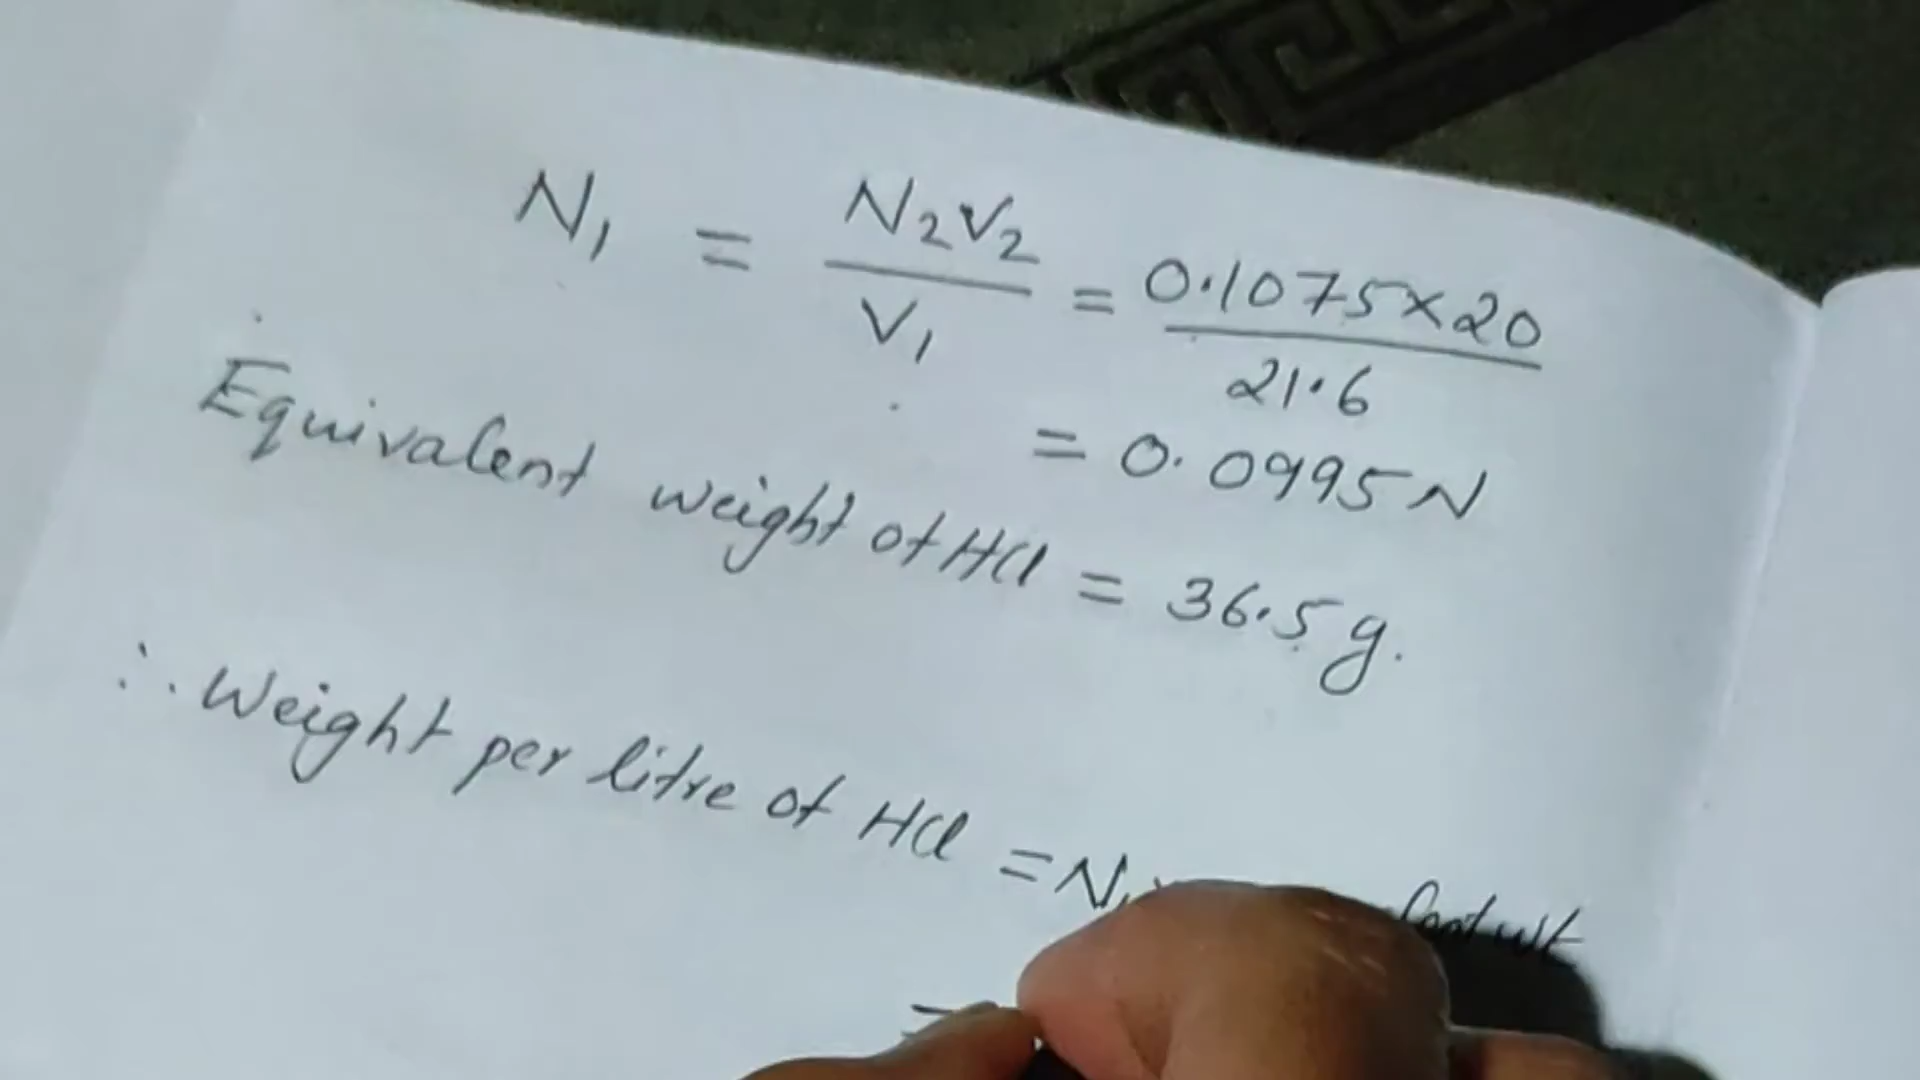 N₁ = N₂V₂ / V₁ = 0.1075×20 / 21.6
= 0.0995 N
Equivalent weight of HCl = 36.5 g.
∴ Weight per litre of HCl = N₁ wt
=